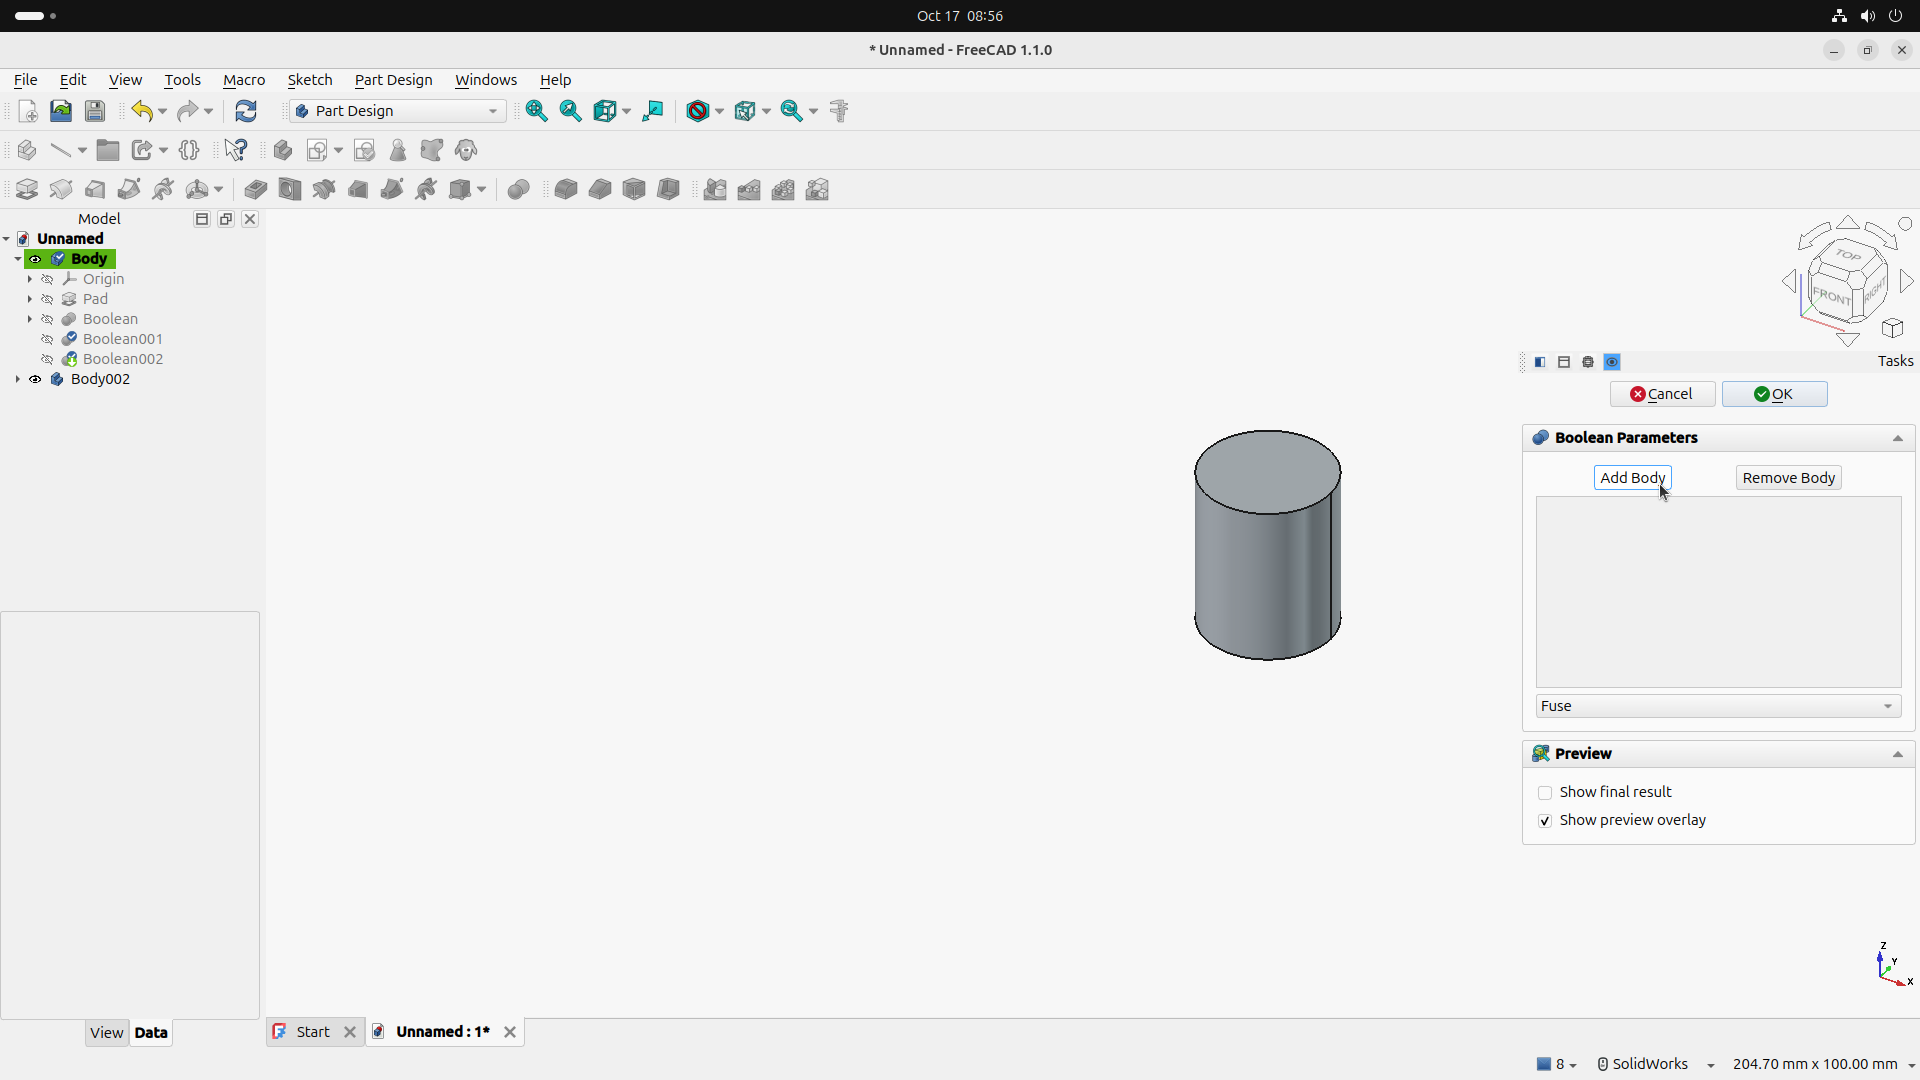 Oct 17 08:56
* Unnamed - FreeCAD 1.1.0
File Edit View Tools Macro Sketch Part Design Windows Help
Part Design
Model
Unnamed
Body
Origin
Pad
Boolean
Boolean001
Boolean002
Body002
TOP
FRONT
RIGHT
Tasks
Cancel
OK
Boolean Parameters
Add Body
Remove Body
Fuse
Preview
Show final result
Show preview overlay
Z
Y
X
View
Data
Start
Unnamed : 1*
8
SolidWorks
204.70 mm x 100.00 mm